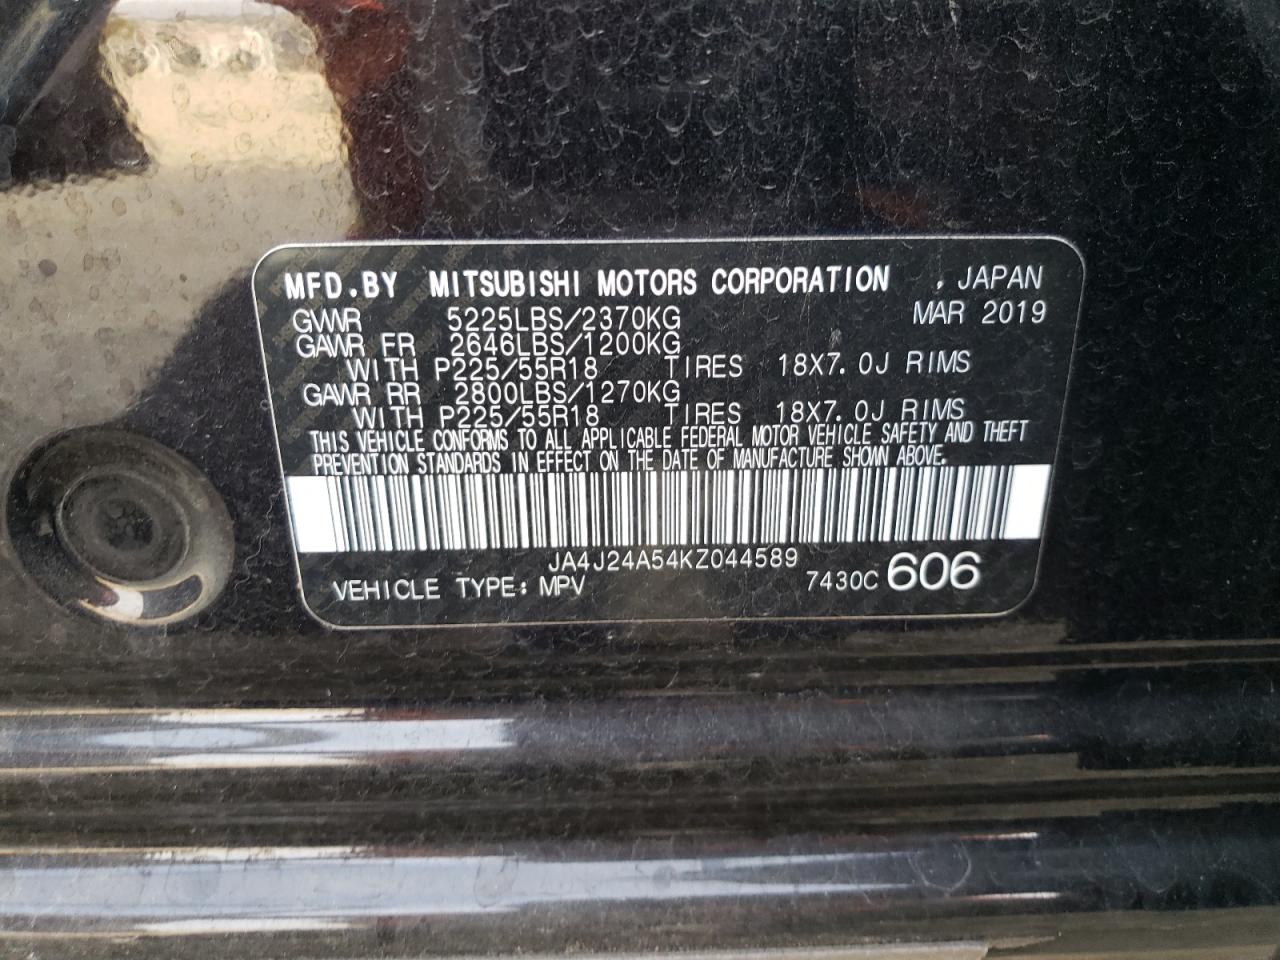 MFD.BY MITSUBISHI MOTORS CORPORATION , JAPAN
MAR 2019
GVWR 5225LBS/2370KG
GAWR FR 2646LBS/1200KG
WITH P225/55R18 TIRES 18X7.0J RIMS
GAWR RR 2800LBS/1270KG
WITH P225/55R18 TIRES 18X7.0J RIMS
THIS VEHICLE CONFORMS TO ALL APPLICABLE FEDERAL MOTOR VEHICLE SAFETY AND THEFT
PREVENTION STANDARDS IN EFFECT ON THE DATE OF MANUFACTURE SHOWN ABOVE.
JA4J24A54KZ044589
VEHICLE TYPE: MPV 7430C 606